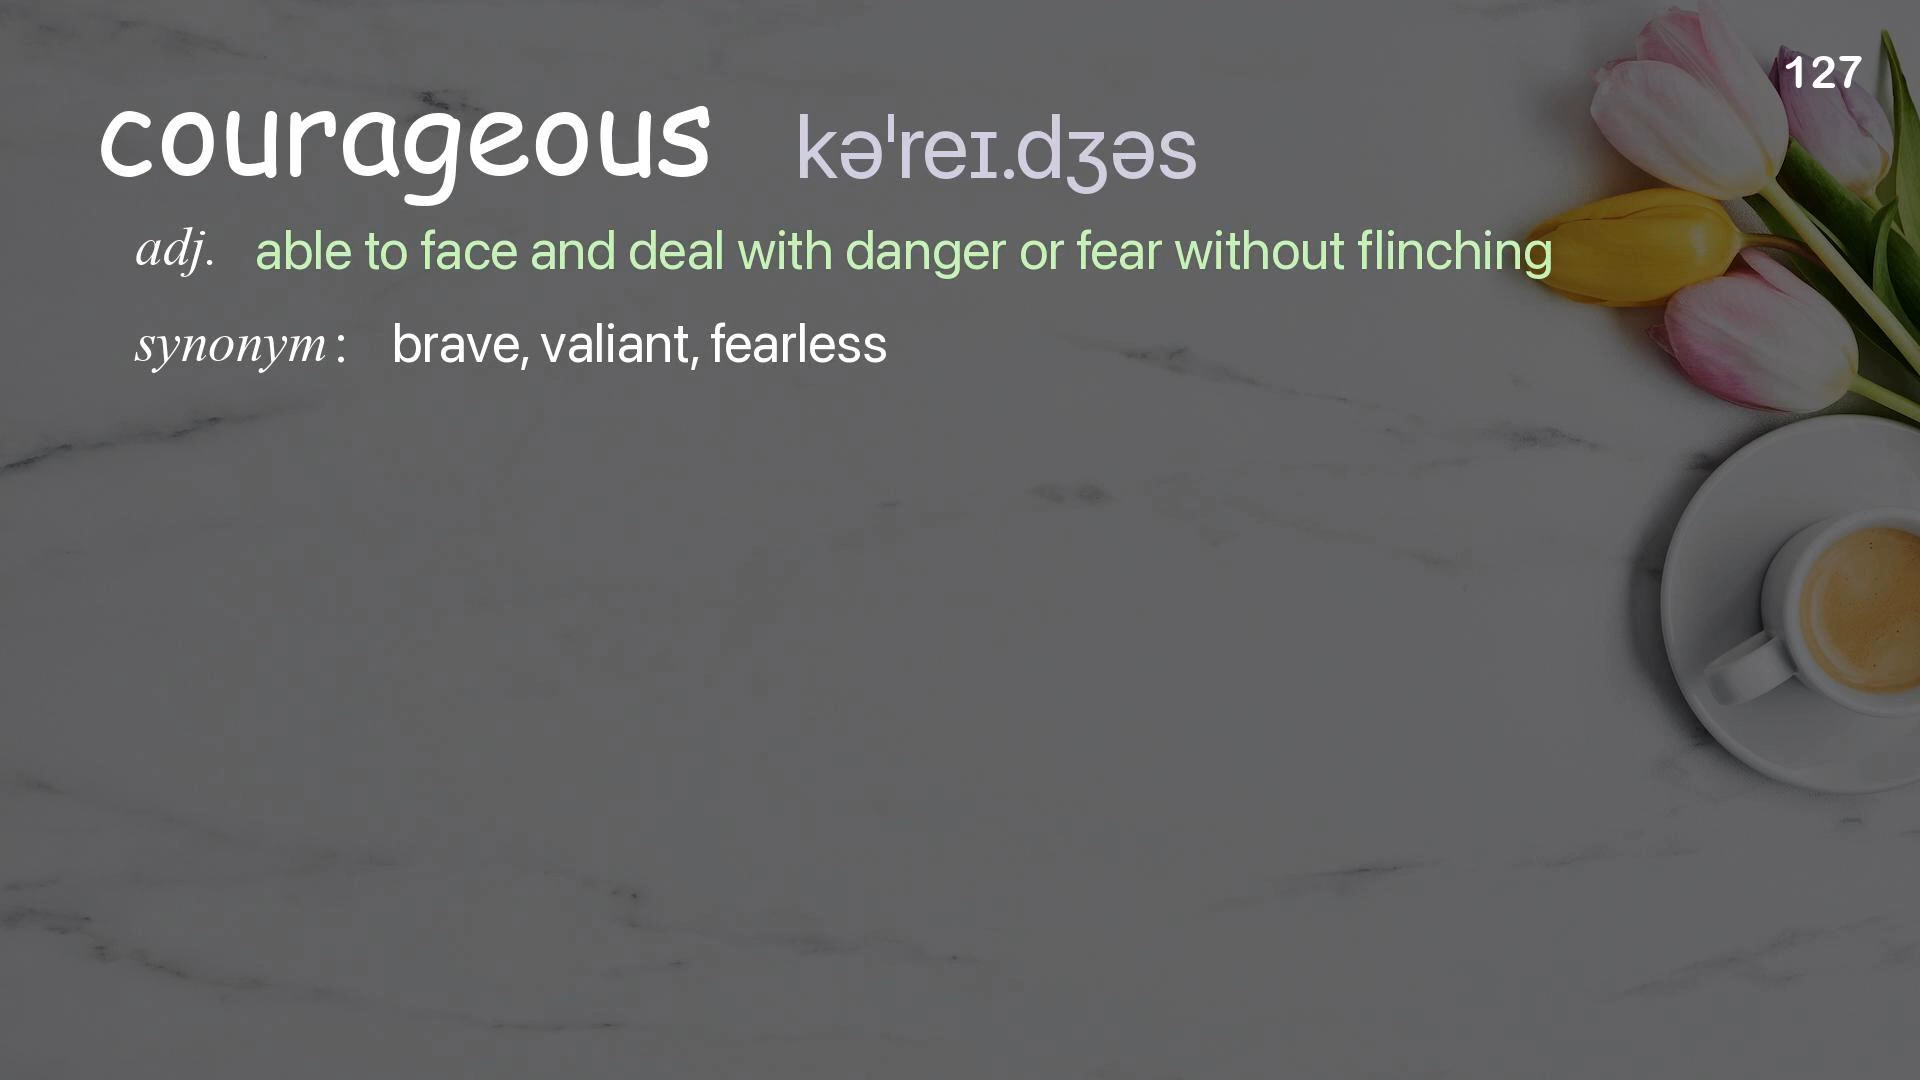 127
courageous kəˈreɪ.dʒəs
adj. able to face and deal with danger or fear without flinching
synonym : brave, valiant, fearless